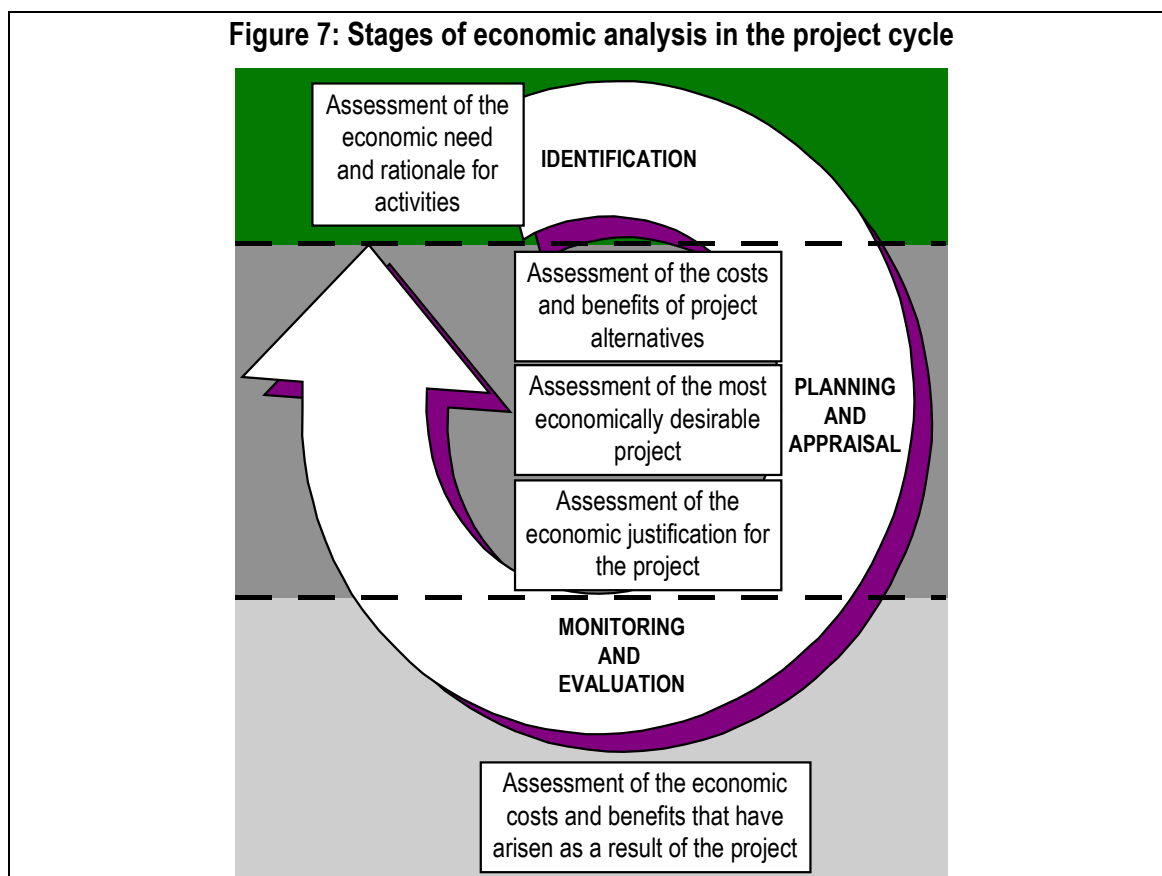 Figure 7: Stages of economic analysis in the project cycle
Assessment of the
economic need
and rationale for
activities
IDENTIFICATION
Assessment of the costs
and benefits of project
alternatives
Assessment of the most
economically desirable
project
PLANNING
AND
APPRAISAL
Assessment of the
economic justification for
the project
MONITORING
AND
EVALUATION
Assessment of the economic
costs and benefits that have
arisen as a result of the project